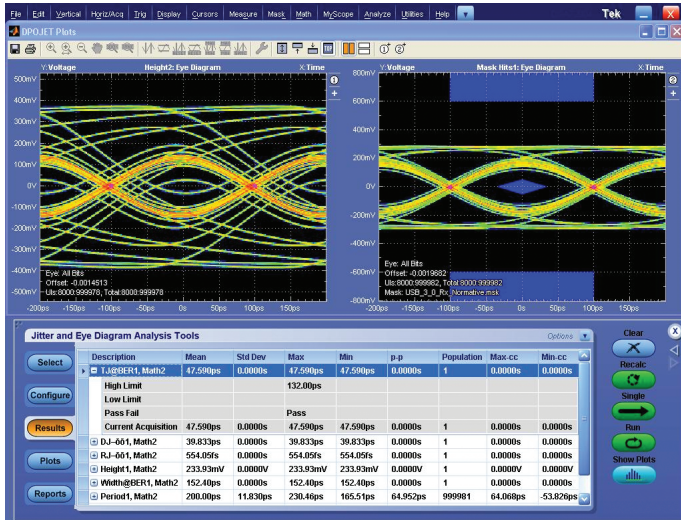 File Edit Vertical Horiz/Acq Trig Display Cursors Measure Mask Math MyScope Analyze Utilities Help Tek X
DPOJET Plots
Y:Voltage Height2: Eye Diagram X:Time
500mV
400mV
300mV
200mV
100mV
0V
-100mV
-200mV
-300mV
-400mV
-500mV
Eye: All Bits
Offset: -0.0014513
UIs:8000:999978, Total:8000:999978
-200ps -150ps -100ps -50ps 0s 50ps 100ps 150ps
1
+
Y:Voltage Mask Hits1: Eye Diagram X:Time
800mV
600mV
400mV
200mV
0V
-200mV
-400mV
-600mV
-800mV
Eye: All Bits
Offset: -0.0019682
UIs:8000:999982, Total:8000:999982
Mask: USB_3_0_Rx_Normative.msk
-200ps -150ps -100ps -50ps 0s 50ps 100ps 150ps
2
+
Jitter and Eye Diagram Analysis Tools Options
Select
Configure
Results
Plots
Reports
Description Mean Std Dev Max Min p-p Population Max-cc Min-cc
TJ@BER1, Math2 47.590ps 0.0000s 47.590ps 47.590ps 0.0000s 1 0.0000s 0.0000s
High Limit 132.00ps
Low Limit
Pass Fail Pass
Current Acquisition 47.590ps 0.0000s 47.590ps 47.590ps 0.0000s 1 0.0000s 0.0000s
DJ-δδ1, Math2 39.833ps 0.0000s 39.833ps 39.833ps 0.0000s 1 0.0000s 0.0000s
RJ-δδ1, Math2 554.05fs 0.0000s 554.05fs 554.05fs 0.0000s 1 0.0000s 0.0000s
Height1, Math2 233.93mV 0.0000V 233.93mV 233.93mV 0.0000V 1 0.0000V 0.0000V
Width@BER1, Math2 152.40ps 0.0000s 152.40ps 152.40ps 0.0000s 1 0.0000s 0.0000s
Period1, Math2 200.00ps 11.830ps 230.46ps 165.51ps 64.952ps 999981 64.068ps -53.826ps
Clear
Recalc
Single
Run
Show Plots
X